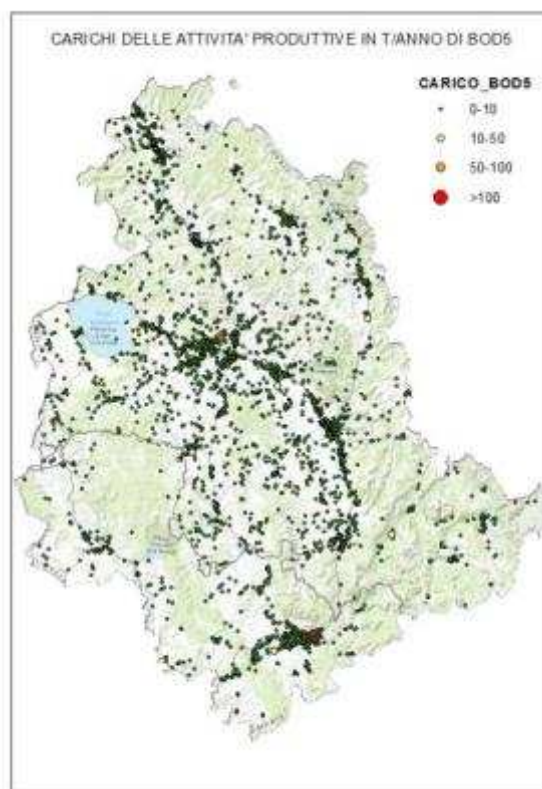 CARICHI DELLE ATTIVITA' PRODUTTIVE IN T/ANNO DI BOD5
CARICO_BOD5
0-10
10-50
50-100
>100